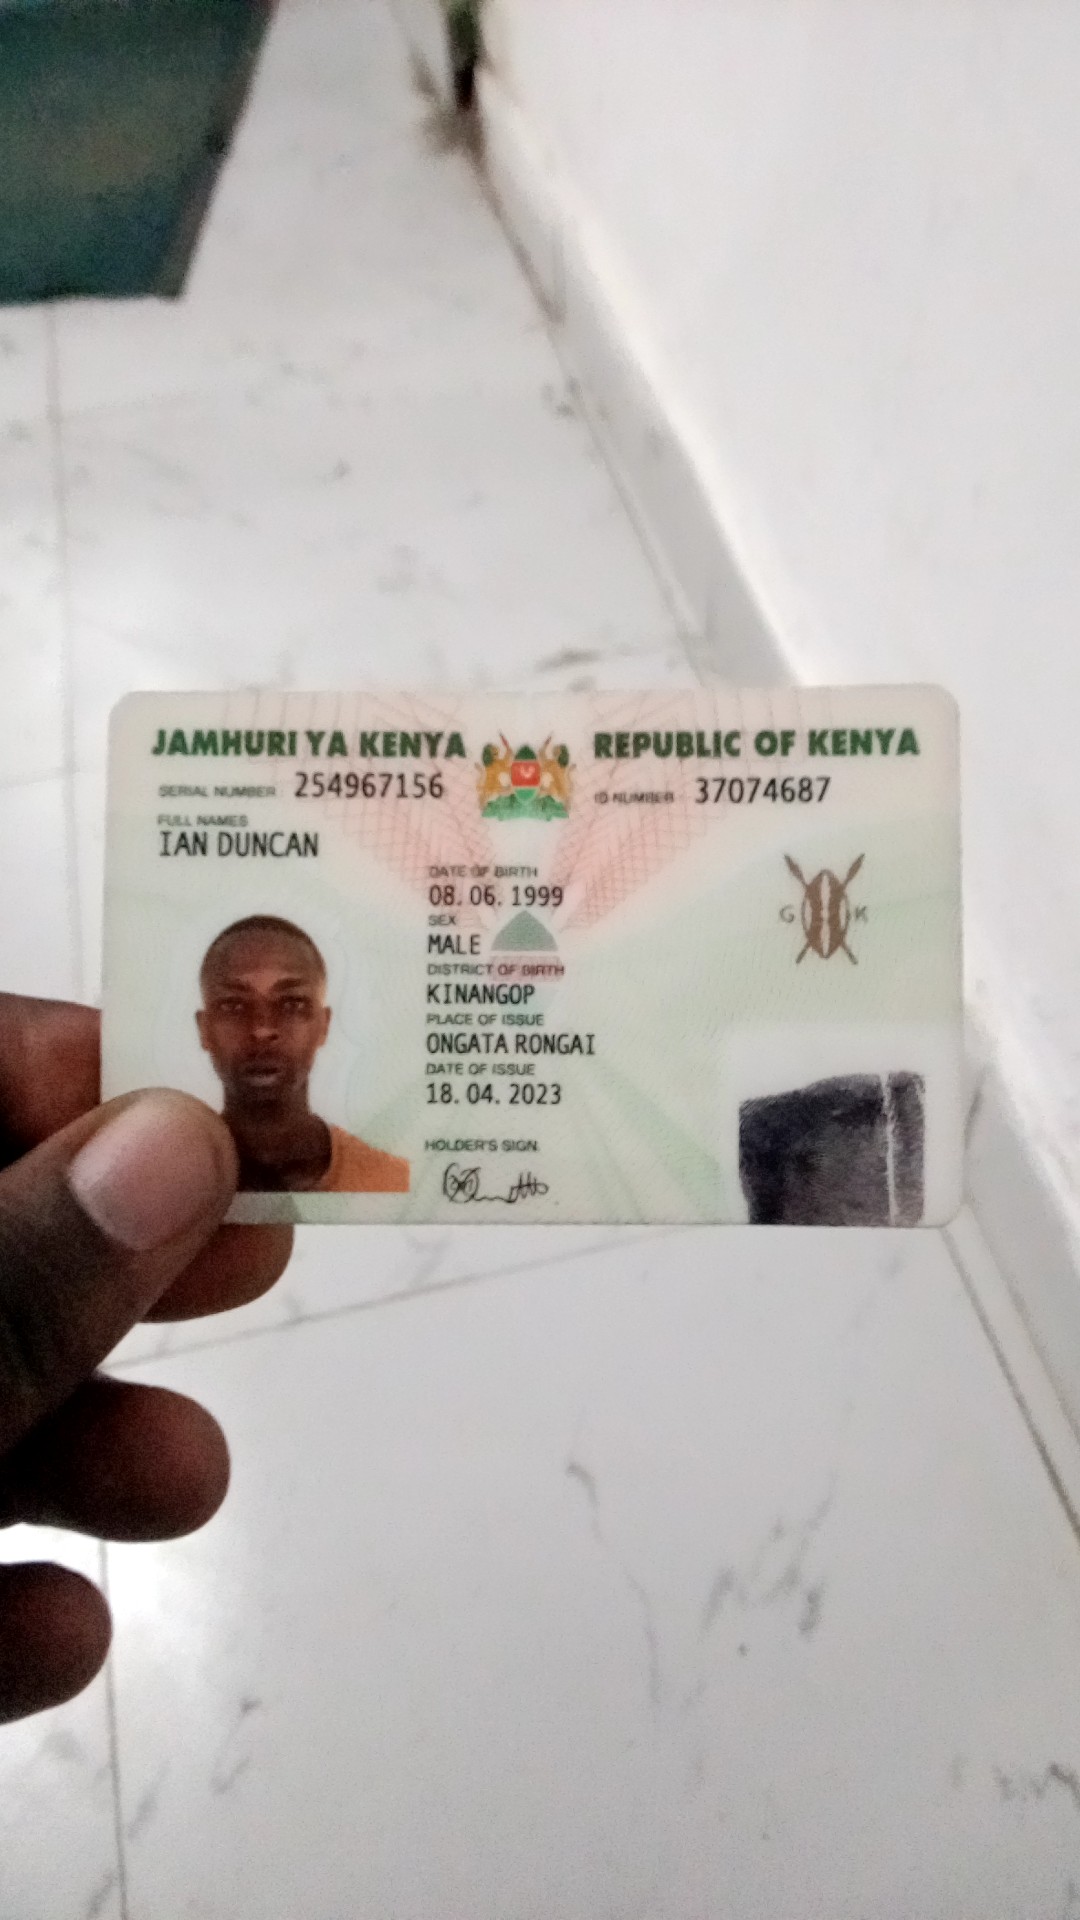 JAMHURI YA KENYA REPUBLIC OF KENYA
SERIAL NUMBER 254967156 ID NUMBER 37074687
FULL NAMES
IAN DUNCAN
DATE OF BIRTH
08. 06. 1999
SEX
MALE
G K
DISTRICT OF BIRTH
KINANGOP
PLACE OF ISSUE
ONGATA RONGAI
DATE OF ISSUE
18. 04. 2023
HOLDER'S SIGN.